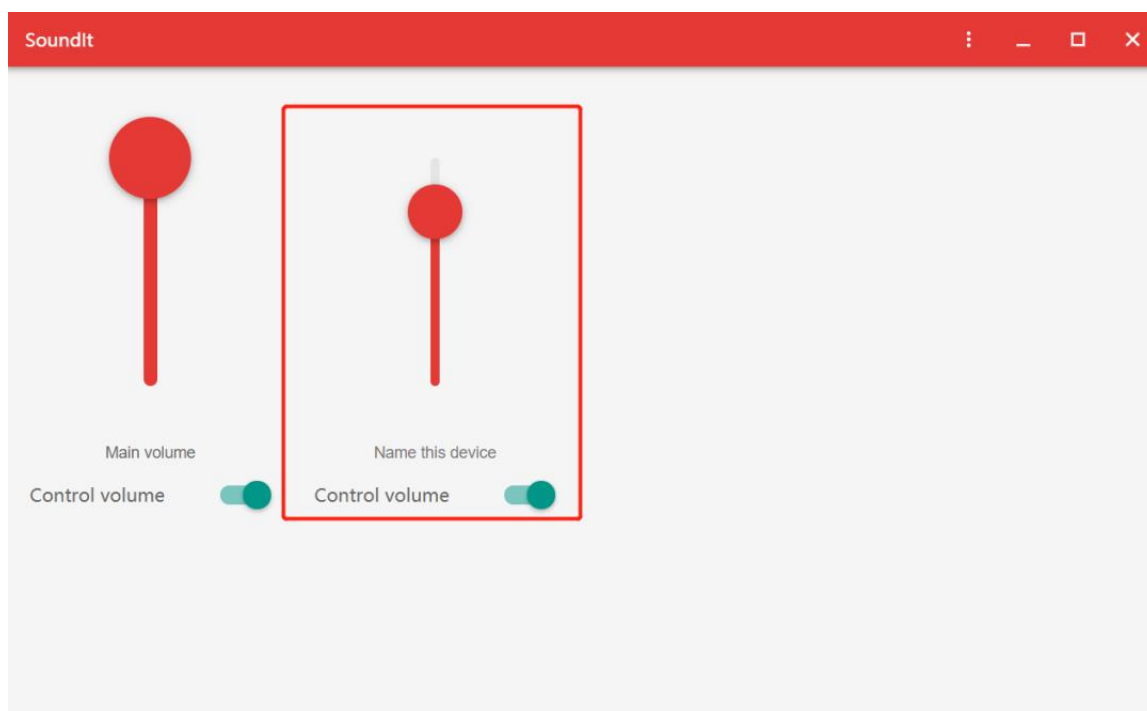 SoundIt
Main volume
Name this device
Control volume
Control volume